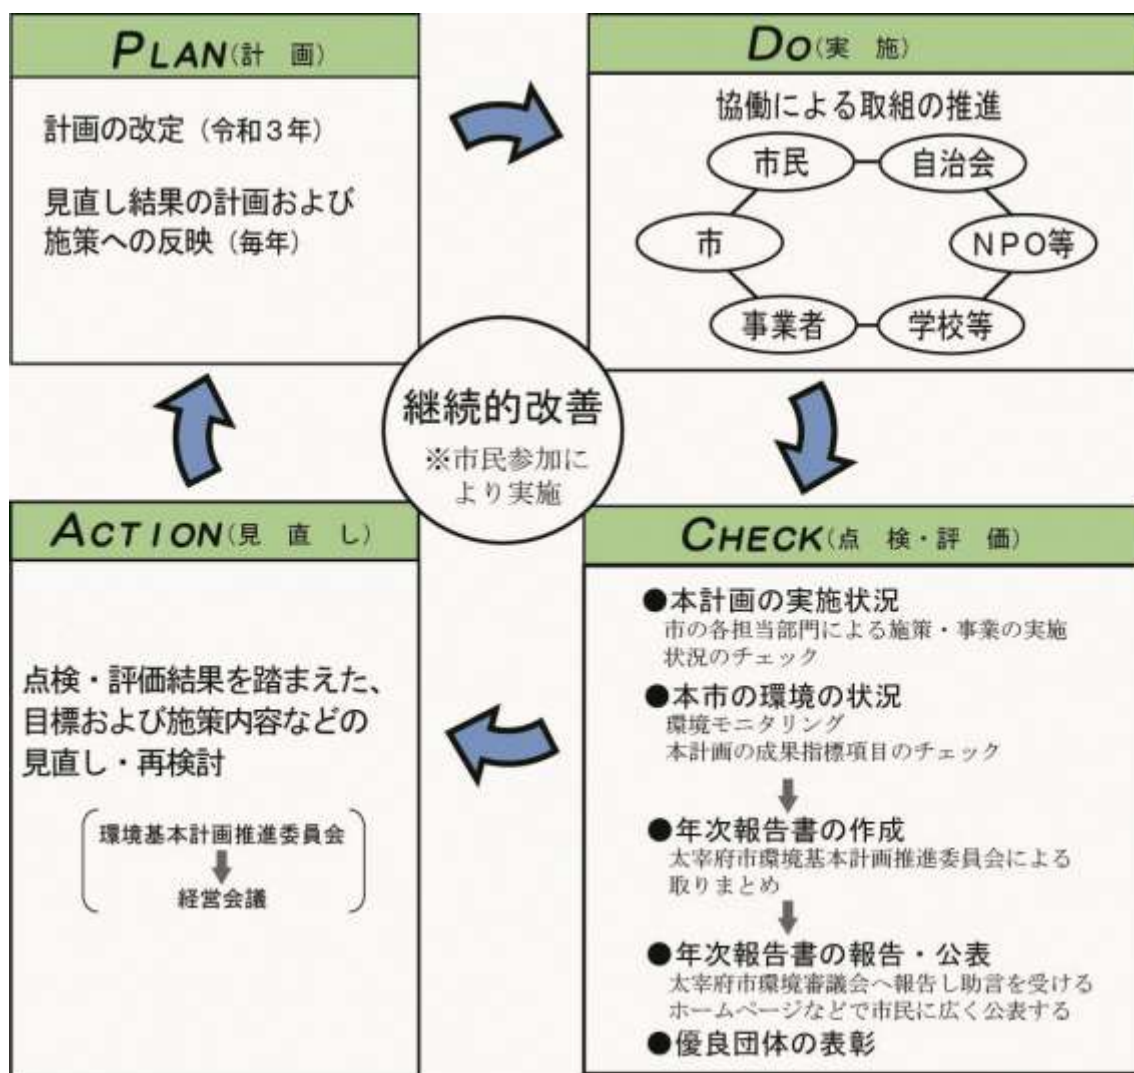 PLAN(計 画)
計画の改定(令和3年)
見直し結果の計画および
施策への反映(毎年)
DO(実 施)
協働による取組の推進
市民
自治会
市
NPO等
事業者
学校等
継続的改善
※市民参加に
より実施
CHECK(点 検・評 価)
●本計画の実施状況
市の各担当部門による施策・事業の実施
状況のチェック
●本市の環境の状況
環境モニタリング
本計画の成果指標項目のチェック
●年次報告書の作成
太宰府市環境基本計画推進委員会による
取りまとめ
●年次報告書の報告・公表
太宰府市環境審議会へ報告し助言を受ける
ホームページなどで市民に広く公表する
●優良団体の表彰
ACTION(見 直 し)
点検・評価結果を踏まえた、
目標および施策内容などの
見直し・再検討
環境基本計画推進委員会
経営会議